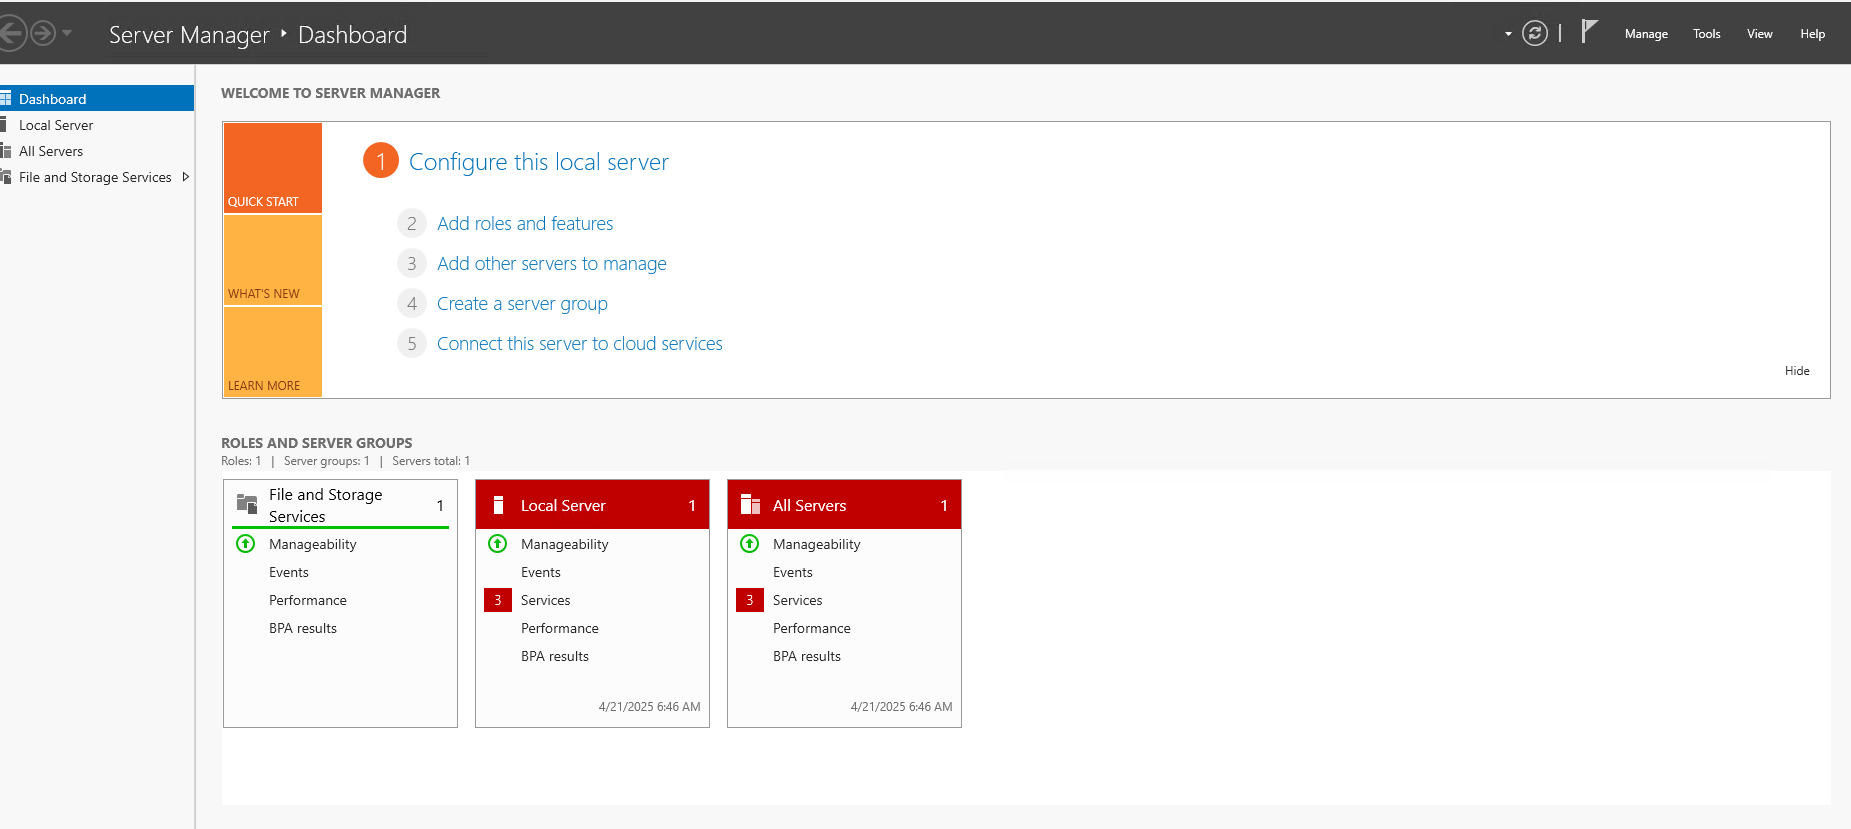 Server Manager ‣ Dashboard
Manage Tools View Help
Dashboard
Local Server
All Servers
File and Storage Services
WELCOME TO SERVER MANAGER
QUICK START
WHAT'S NEW
LEARN MORE
1 Configure this local server
2 Add roles and features
3 Add other servers to manage
4 Create a server group
5 Connect this server to cloud services
Hide
ROLES AND SERVER GROUPS
Roles: 1 | Server groups: 1 | Servers total: 1
File and Storage
Services 1
Manageability
Events
Performance
BPA results
Local Server 1
Manageability
Events
3 Services
Performance
BPA results
4/21/2025 6:46 AM
All Servers 1
Manageability
Events
3 Services
Performance
BPA results
4/21/2025 6:46 AM